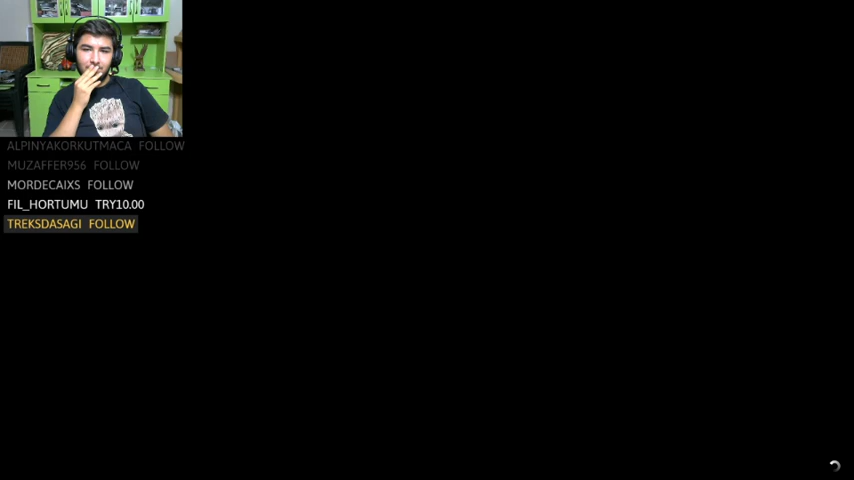 ALPINYAKORKUTMACA FOLLOW
MUZAFFER956 FOLLOW
MORDECAIXS FOLLOW
FIL_HORTUMU TRY10.00
TREKSDASAGI FOLLOW